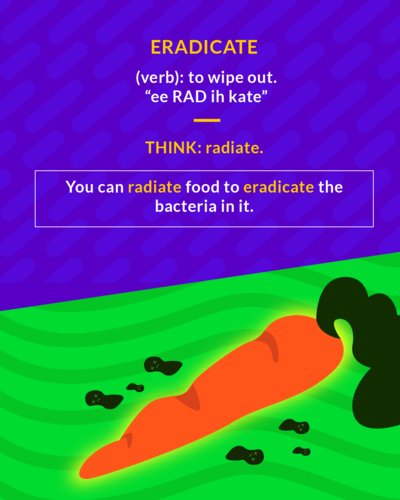 ERADICATE
(verb): to wipe out.
“ee RAD ih kate”
THINK: radiate.
You can radiate food to eradicate the
bacteria in it.